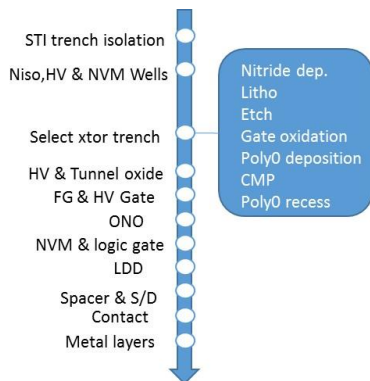 STI trench isolation
Niso,HV & NVM Wells
Select xtor trench
HV & Tunnel oxide
FG & HV Gate
ONO
NVM & logic gate
LDD
Spacer & S/D
Contact
Metal layers
Nitride dep.
Litho
Etch
Gate oxidation
Poly0 deposition
CMP
Poly0 recess